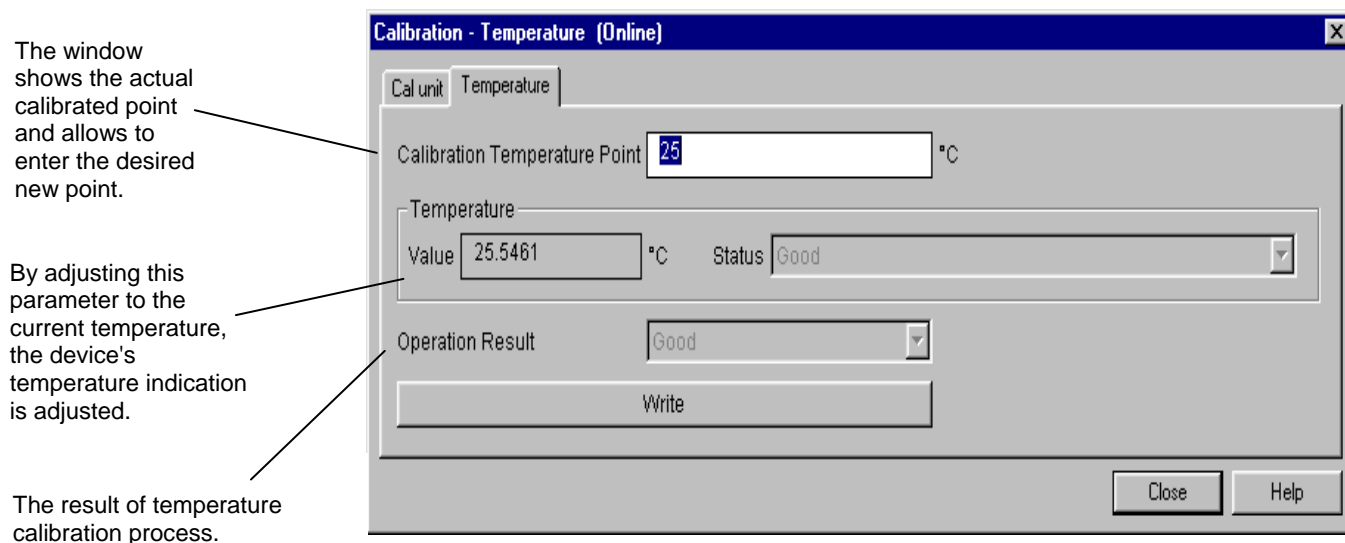 The window
shows the actual
calibrated point
and allows to
enter the desired
new point.
By adjusting this
parameter to the
current temperature,
the device's
temperature indication
is adjusted.
The result of temperature
calibration process.
Calibration - Temperature (Online)
Cal unit Temperature
Calibration Temperature Point 25 °C
Temperature
Value 25.5461 °C Status Good
Operation Result Good
Write
Close Help